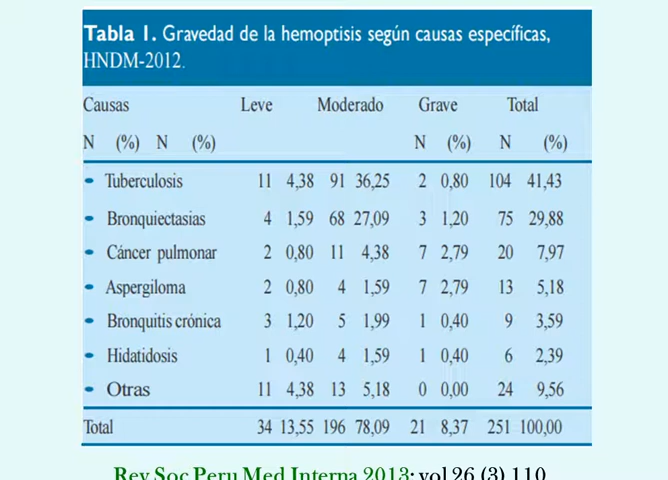 Tabla 1. Gravedad de la hemoptisis según causas específicas,
HNDM-2012.
Causas Leve Moderado Grave Total
N (%) N (%) N (%) N (%)
• Tuberculosis 11 4,38 91 36,25 2 0,80 104 41,43
• Bronquiectasias 4 1,59 68 27,09 3 1,20 75 29,88
• Cáncer pulmonar 2 0,80 11 4,38 7 2,79 20 7,97
• Aspergiloma 2 0,80 4 1,59 7 2,79 13 5,18
• Bronquitis crónica 3 1,20 5 1,99 1 0,40 9 3,59
• Hidatidosis 1 0,40 4 1,59 1 0,40 6 2,39
• Otras 11 4,38 13 5,18 0 0,00 24 9,56
Total 34 13,55 196 78,09 21 8,37 251 100,00
Rev Soc Peru Med Interna 2013; vol 26 (3) 110